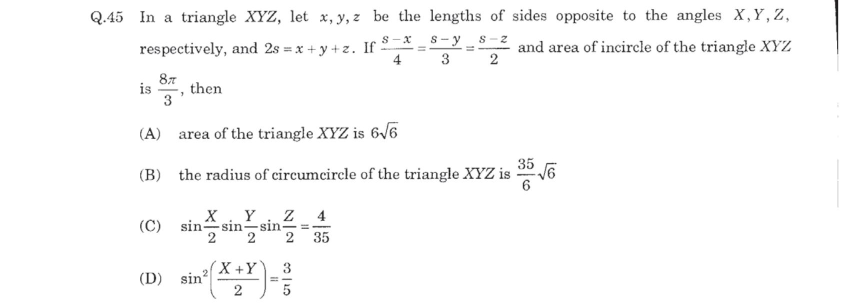 Q.45 In a triangle XYZ, let x, y, z be the lengths of sides opposite to the angles X, Y, Z,
respectively, and 2s = x + y + z. If (s − x)/4 = (s − y)/3 = (s − z)/2 and area of incircle of the triangle XYZ
is 8π/3, then
(A) area of the triangle XYZ is 6√6
(B) the radius of circumcircle of the triangle XYZ is 35/6 √6
(C) sin X/2 sin Y/2 sin Z/2 = 4/35
(D) sin²((X + Y)/2) = 3/5